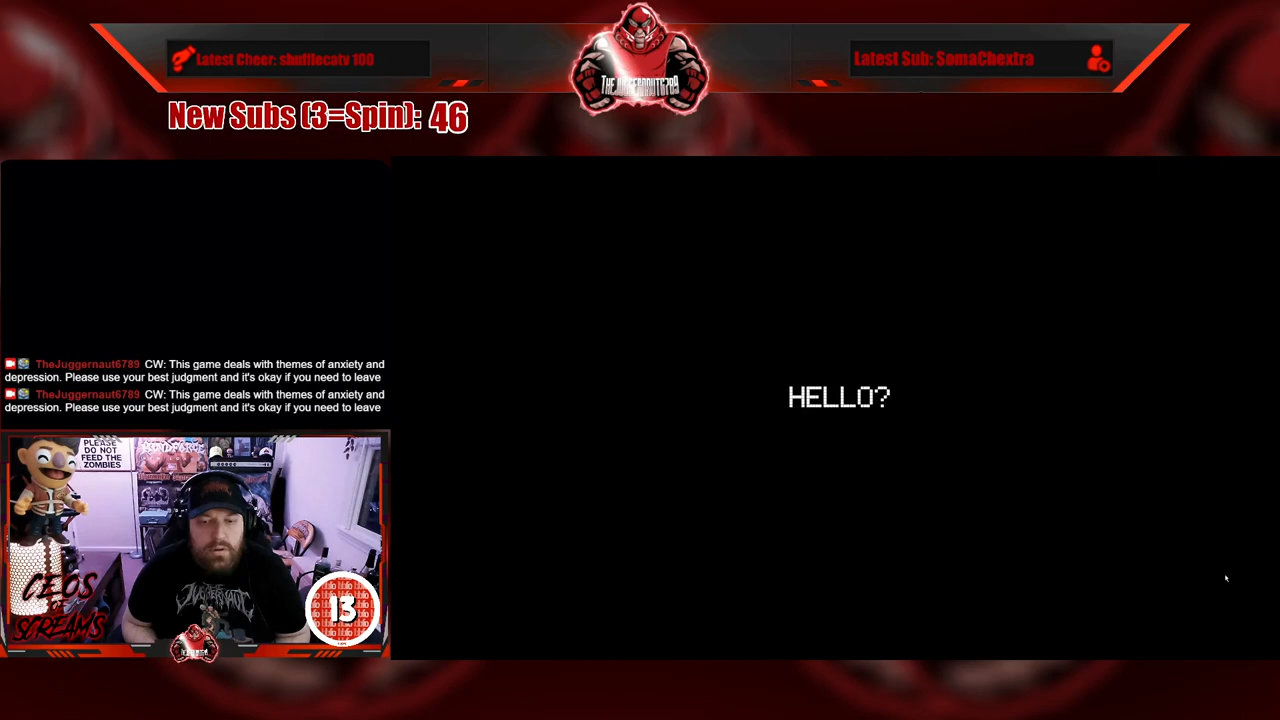 Latest Cheer: sbufflecatv 100
THEJUGGERNAUT6789
Latest Sub: SomaChextra
New Subs (3=Spin): 46
TheJuggernaut6789 CW: This game deals with themes of anxiety and
depression. Please use your best judgment and it's okay if you need to leave
TheJuggernaut6789 CW: This game deals with themes of anxiety and
depression. Please use your best judgment and it's okay if you need to leave
HELLO?
PLEASE
DO NOT
FEED THE
ZOMBIES
CEOS
OF
SCREAMS
13